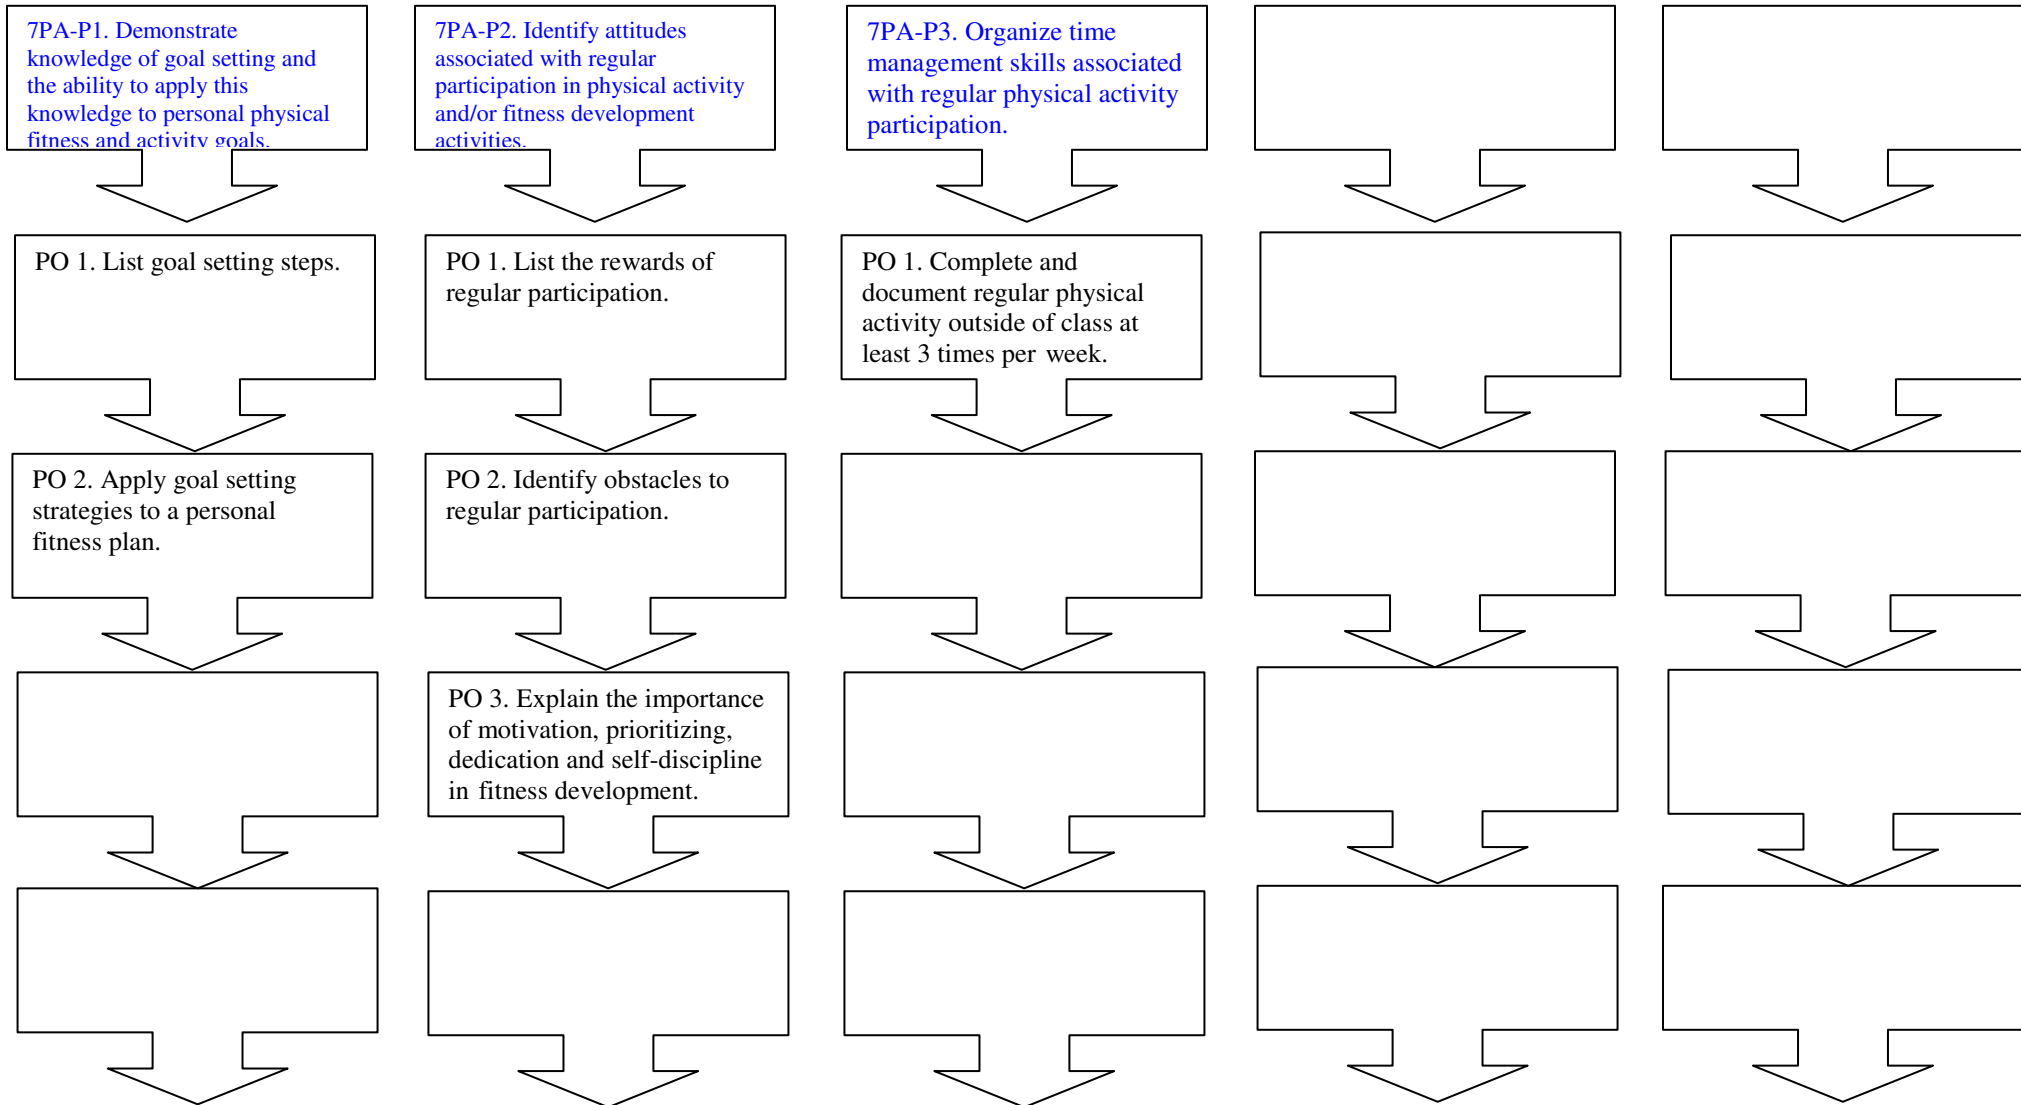 7PA-P1. Demonstrate
knowledge of goal setting and
the ability to apply this
knowledge to personal physical
fitness and activity goals.
7PA-P2. Identify attitudes
associated with regular
participation in physical activity
and/or fitness development
activities.
7PA-P3. Organize time
management skills associated
with regular physical activity
participation.
PO 1. List goal setting steps.
PO 1. List the rewards of
regular participation.
PO 1. Complete and
document regular physical
activity outside of class at
least 3 times per week.
PO 2. Apply goal setting
strategies to a personal
fitness plan.
PO 2. Identify obstacles to
regular participation.
PO 3. Explain the importance
of motivation, prioritizing,
dedication and self-discipline
in fitness development.